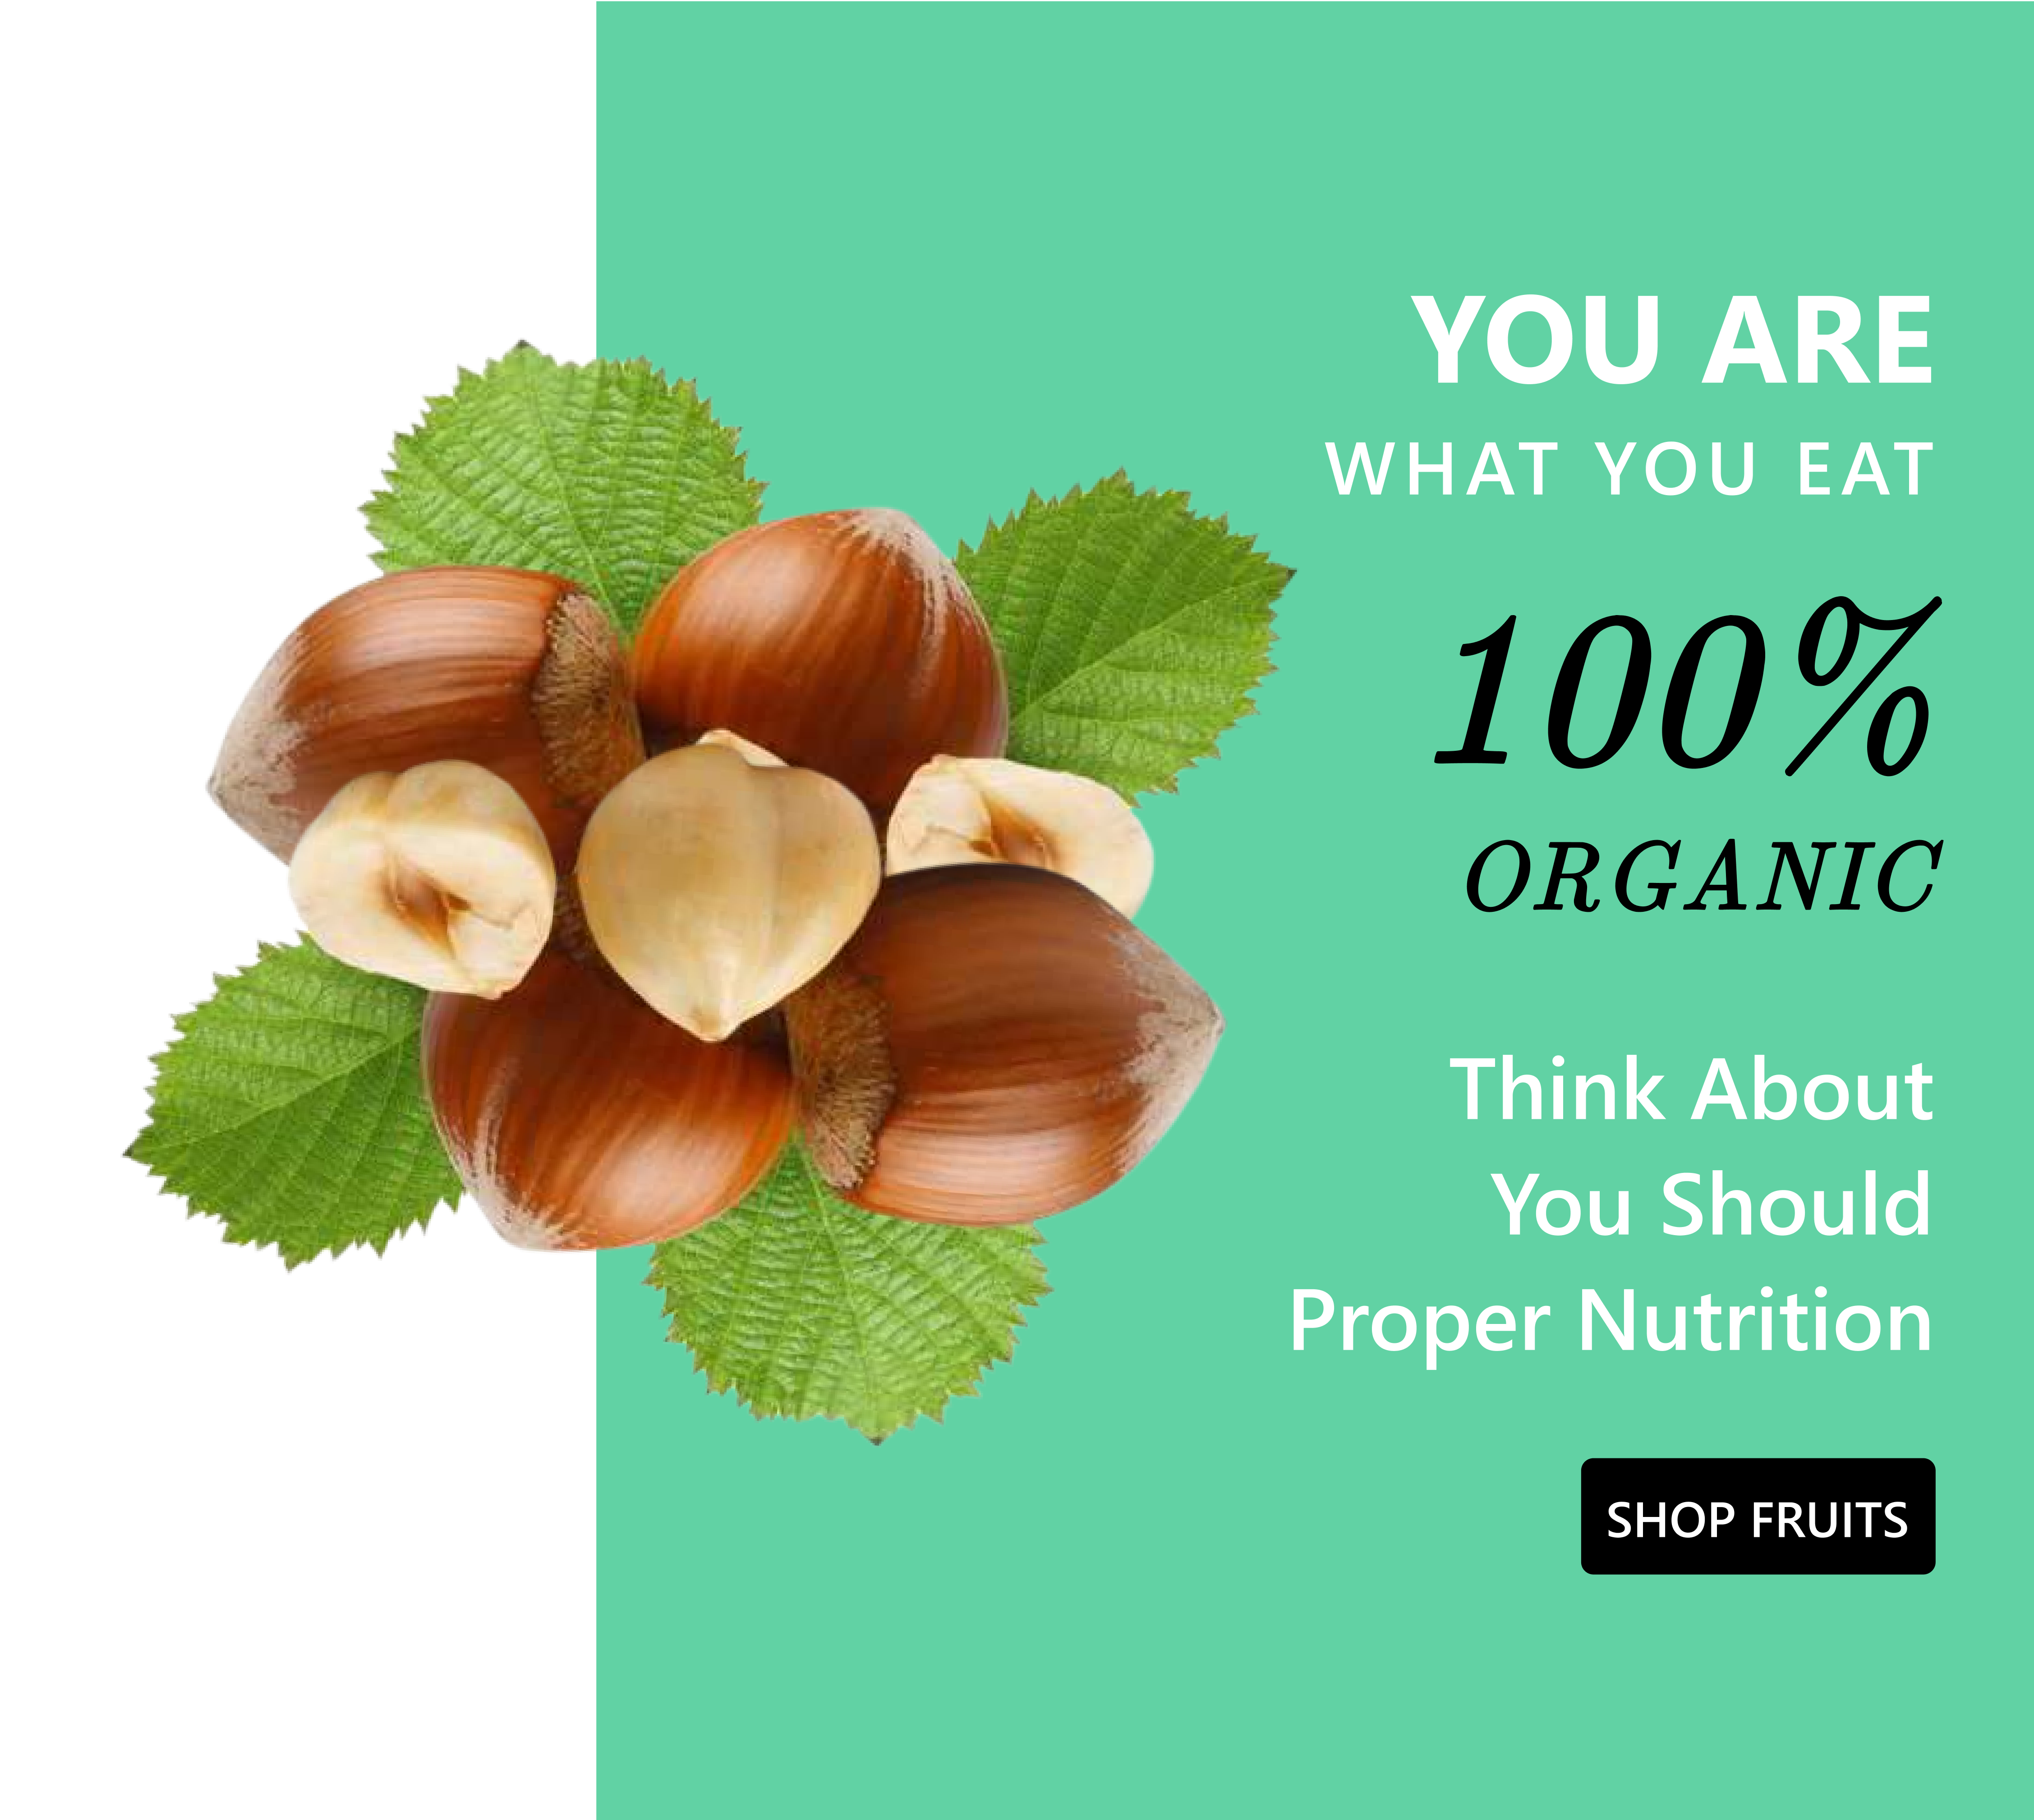 YOU ARE
WHAT YOU EAT
100%
ORGANIC
Think About
You Should
Proper Nutrition
SHOP FRUITS